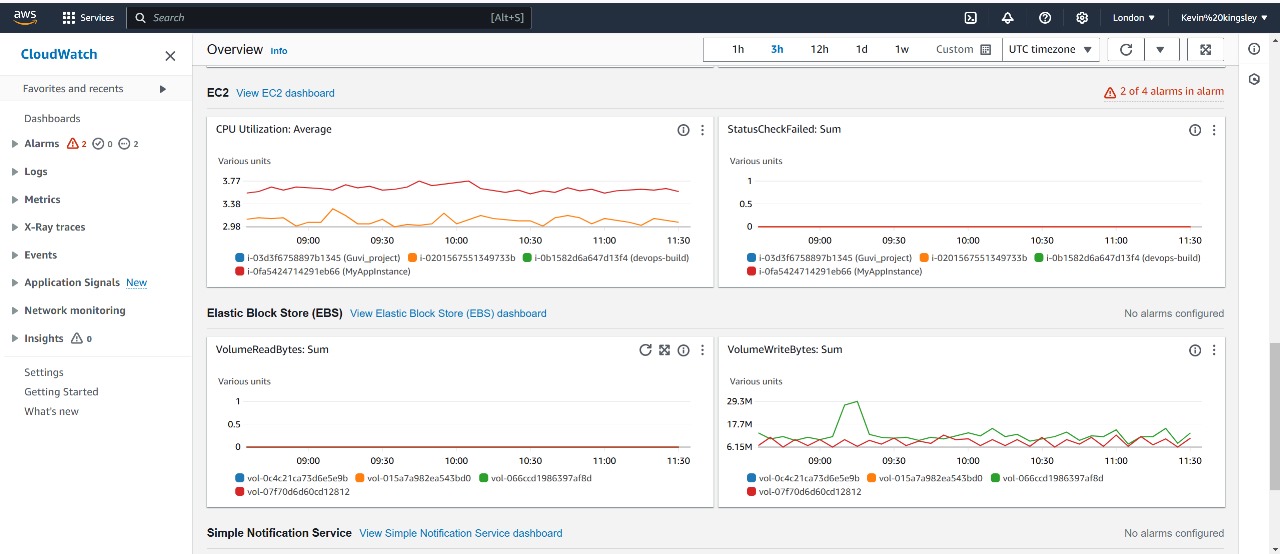 aws Services Search [Alt+S] London Kevin%20kingsley
CloudWatch
Favorites and recents
Dashboards
Alarms 2 0 2
Logs
Metrics
X-Ray traces
Events
Application Signals New
Network monitoring
Insights 0
Settings
Getting Started
What's new
Overview Info 1h 3h 12h 1d 1w Custom UTC timezone
EC2 View EC2 dashboard 2 of 4 alarms in alarm
CPU Utilization: Average
Various units
3.77
3.38
2.98
09:00 09:30 10:00 10:30 11:00 11:30
i-03d3f6758897b1345 (Guvi_project) i-0201567551349733b i-0b1582d6a647d13f4 (devops-build)
i-0fa5424714291eb66 (MyAppInstance)
StatusCheckFailed: Sum
Various units
1
0.5
0
09:00 09:30 10:00 10:30 11:00 11:30
i-03d3f6758897b1345 (Guvi_project) i-0201567551349733b i-0b1582d6a647d13f4 (devops-build)
i-0fa5424714291eb66 (MyAppInstance)
Elastic Block Store (EBS) View Elastic Block Store (EBS) dashboard No alarms configured
VolumeReadBytes: Sum
Various units
1
0.5
0
09:00 09:30 10:00 10:30 11:00 11:30
vol-0c4c21ca73d6e5e9b vol-015a7a982ea543bd0 vol-066ccd1986397af8d
vol-07f70d6d60cd12812
VolumeWriteBytes: Sum
Various units
29.3M
17.7M
6.15M
09:00 09:30 10:00 10:30 11:00 11:30
vol-0c4c21ca73d6e5e9b vol-015a7a982ea543bd0 vol-066ccd1986397af8d
vol-07f70d6d60cd12812
Simple Notification Service View Simple Notification Service dashboard No alarms configured